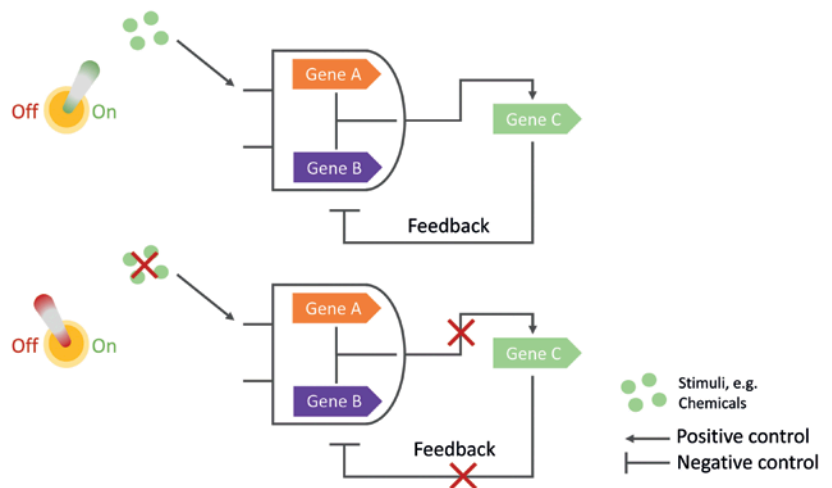 Gene A
Off On
Gene C
Gene B
Feedback
Gene A
Off On
Gene C
Gene B
Stimuli, e.g.
Chemicals
Feedback
Positive control
Negative control